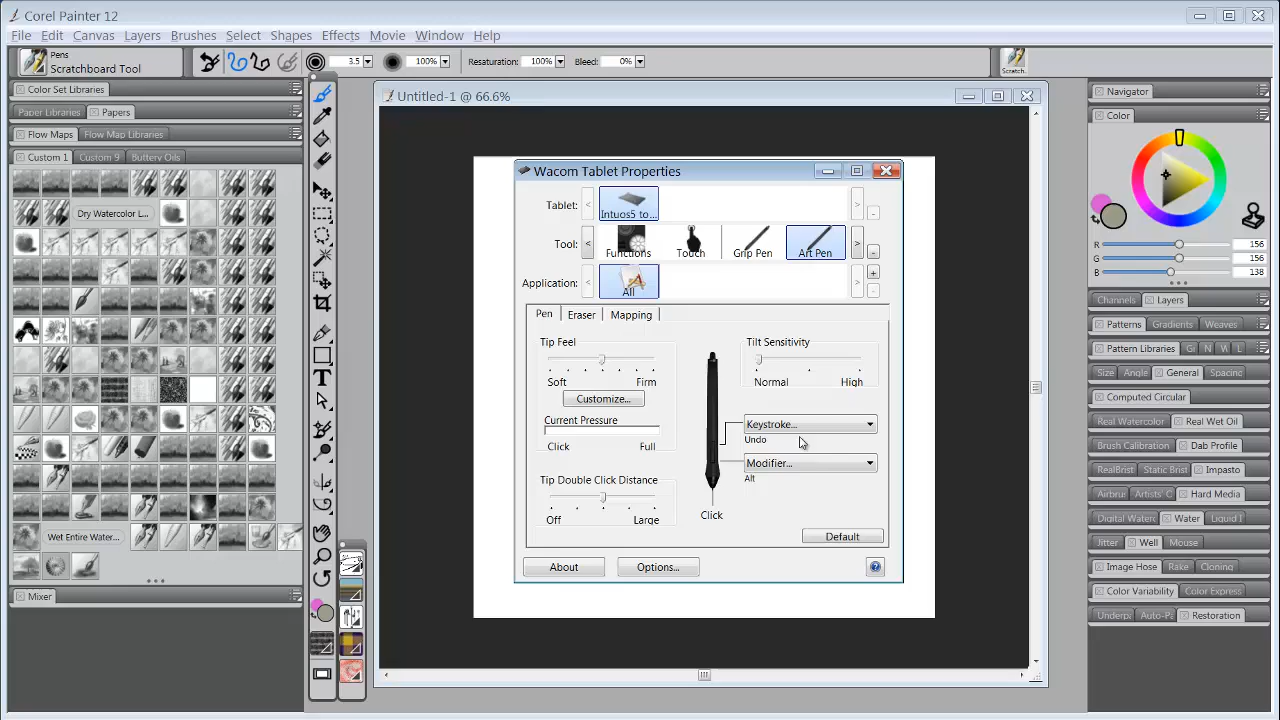 Corel Painter 12
File Edit Canvas Layers Brushes Select Shapes Effects Movie Window Help
Pens
Scratchboard Tool
3.5
100%
Resaturation: 100%
Bleed: 0%
Scratch.
Color Set Libraries
Paper Libraries Papers
Flow Maps Flow Map Libraries
Custom 1 Custom 9 Buttery Oils
Dry Watercolor L...
Wet Entire Water...
Mixer
Untitled-1 @ 66.6%
Wacom Tablet Properties
Tablet:
Intuos5 to...
Tool:
Functions Touch Grip Pen Art Pen
Application:
All
Pen Eraser Mapping
Tip Feel
Soft Firm
Customize...
Current Pressure
Click Full
Tip Double Click Distance
Off Large
Tilt Sensitivity
Normal High
Keystroke...
Undo
Modifier...
Alt
Click
Default
About Options...
Navigator
Color
R 156
G 156
B 138
Channels Layers
Patterns Gradients Weaves
Pattern Libraries Gr N W L
Size Angle General Spacing
Computed Circular
Real Watercolor Real Wet Oil
Brush Calibration Dab Profile
RealBrist Static Brist Impasto
Airbru Artists' C Hard Media
Digital Water Water Liquid I
Jitter Well Mouse
Image Hose Rake Cloning
Color Variability Color Express
Underp Auto-Pa Restoration